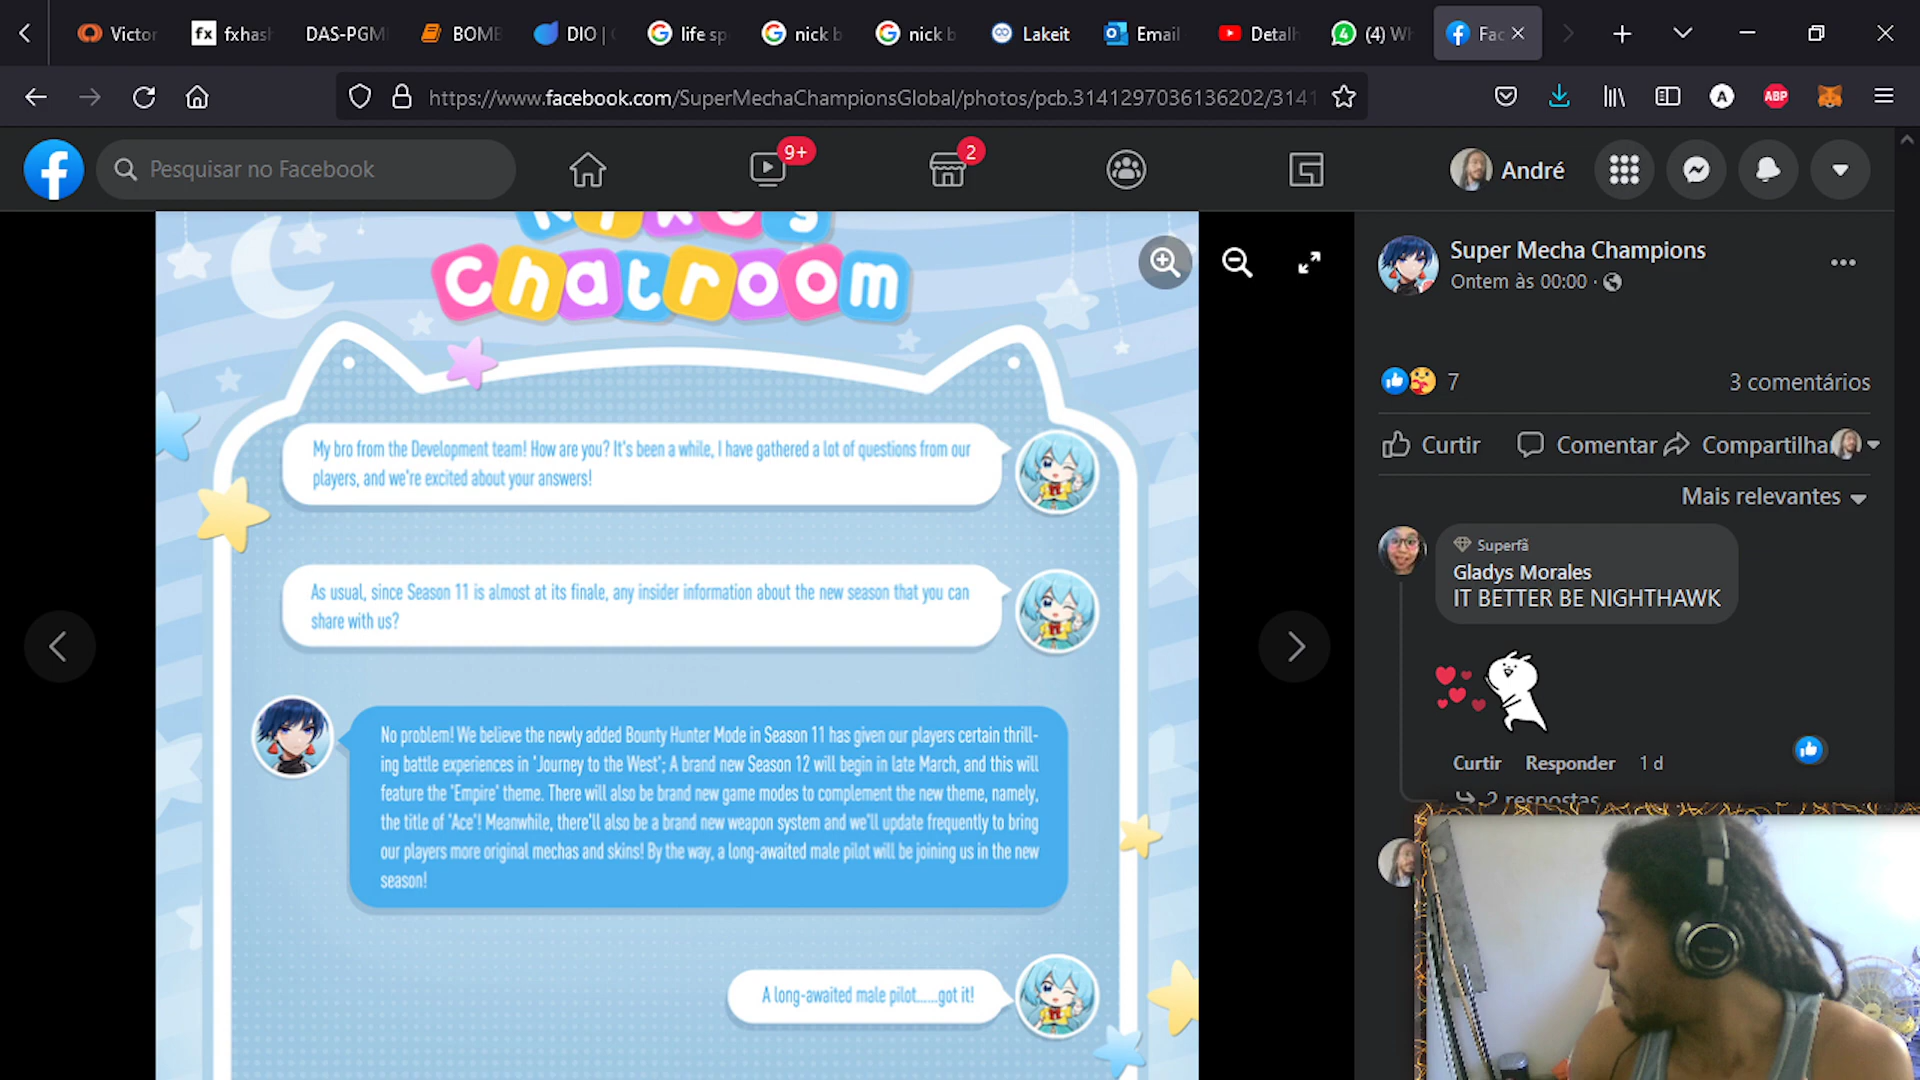 Victor
fxhash
DAS-PGM
BOMB
DIO | 
life sp
nick b
nick b
Lakeit
Email
Detalh
(4) Wh
Fac
https://www.facebook.com/SuperMechaChampionsGlobal/photos/pcb.3141297036136202/3141
A
ABP
Pesquisar no Facebook
9+
2
André
Chatroom
My bro from the Development team! How are you? It's been a while, I have gathered a lot of questions from our
players, and we're excited about your answers!
As usual, since Season 11 is almost at its finale, any insider information about the new season that you can
share with us?
No problem! We believe the newly added Bounty Hunter Mode in Season 11 has given our players certain thrill-
ing battle experiences in 'Journey to the West'; A brand new Season 12 will begin in late March, and this will
feature the 'Empire' theme. There will also be brand new game modes to complement the new theme, namely,
the title of 'Ace'! Meanwhile, there'll also be a brand new weapon system and we'll update frequently to bring
our players more original mechas and skins! By the way, a long-awaited male pilot will be joining us in the new
season!
A long-awaited male pilot......got it!
Super Mecha Champions
Ontem às 00:00 ·
7
3 comentários
Curtir
Comentar
Compartilha
Mais relevantes
Superfã
Gladys Morales
IT BETTER BE NIGHTHAWK
Curtir Responder 1 d
2 respostas